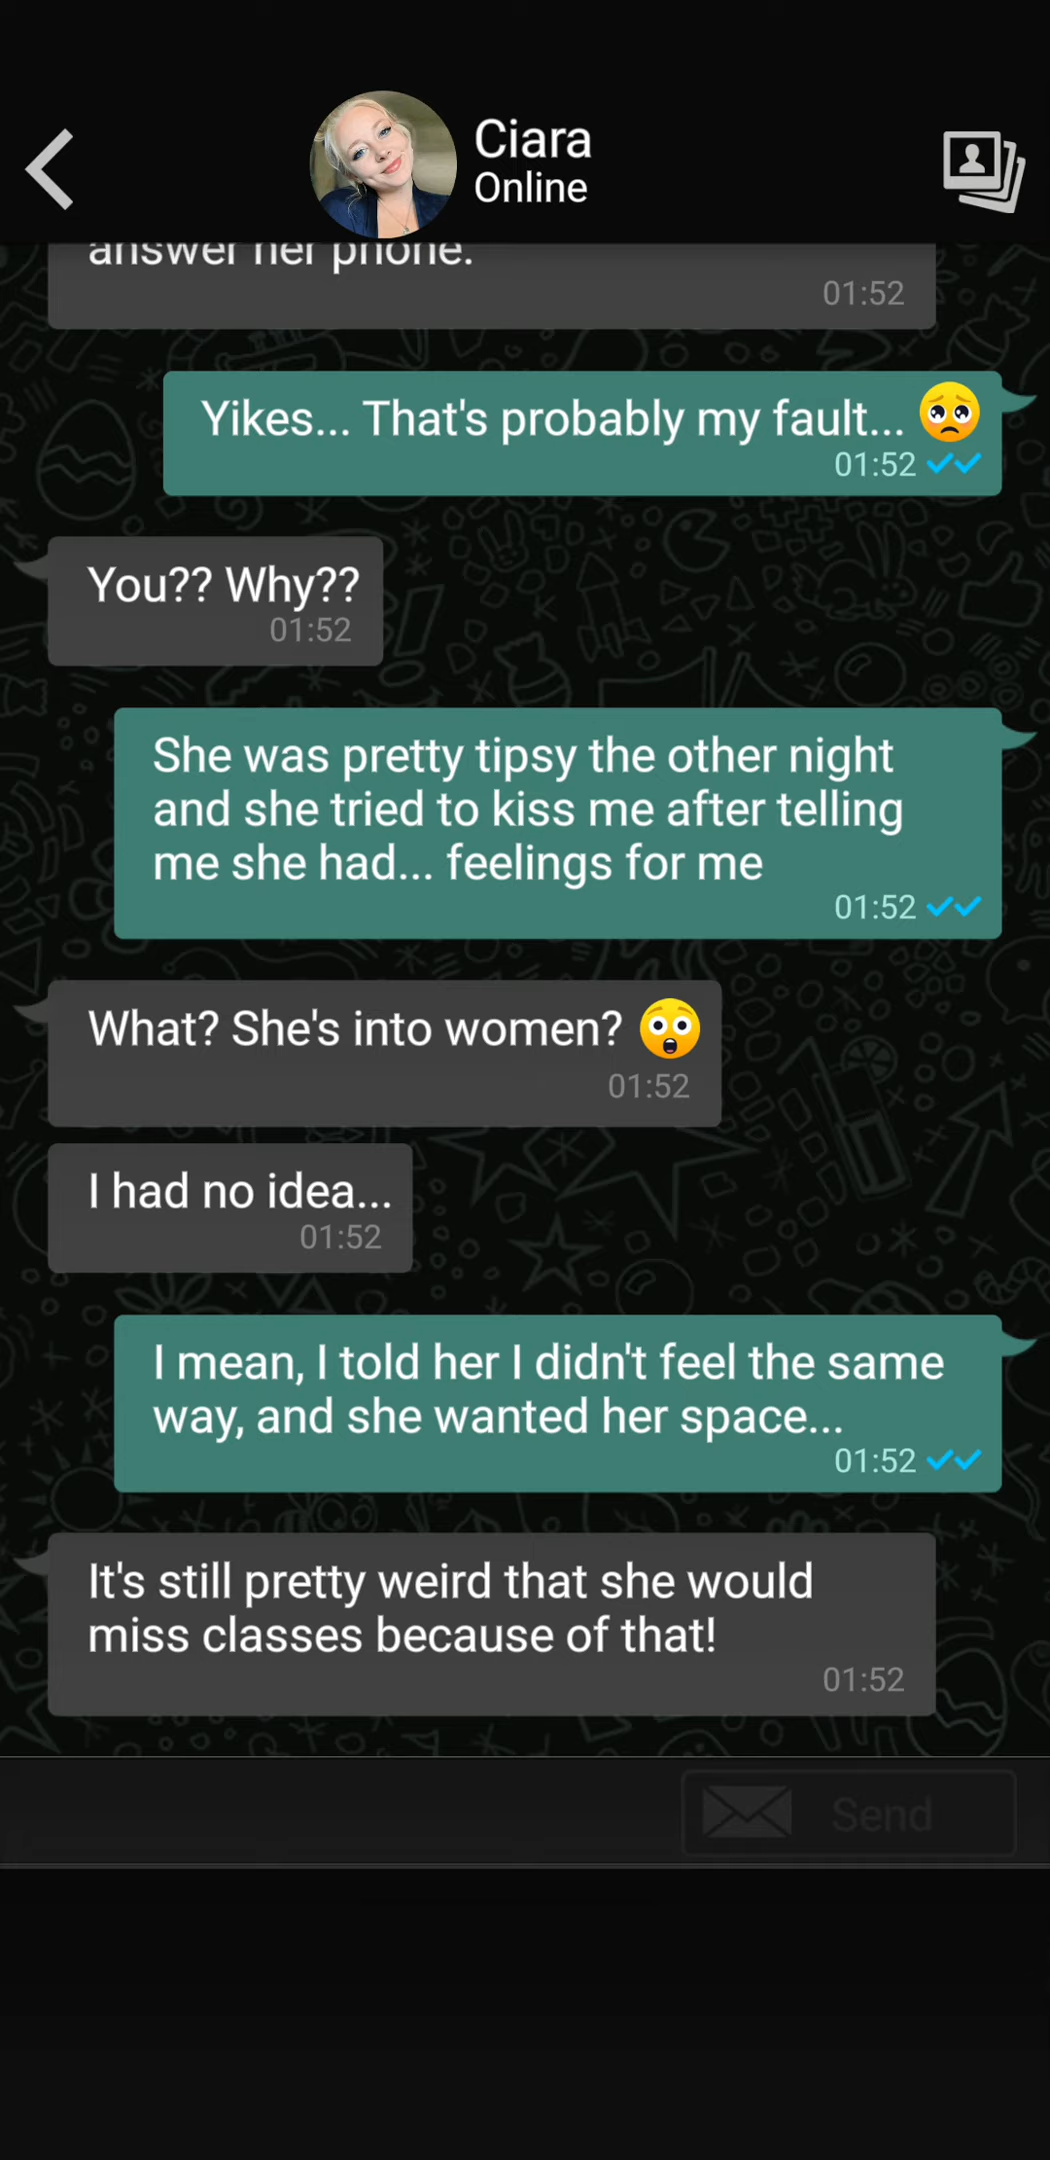 Ciara
Online
answer her phone.
01:52
Yikes... That's probably my fault... 🥺
01:52
You?? Why??
01:52
She was pretty tipsy the other night
and she tried to kiss me after telling
me she had... feelings for me
01:52
What? She's into women? 😲
01:52
I had no idea...
01:52
I mean, I told her I didn't feel the same
way, and she wanted her space...
01:52
It's still pretty weird that she would
miss classes because of that!
01:52
Send